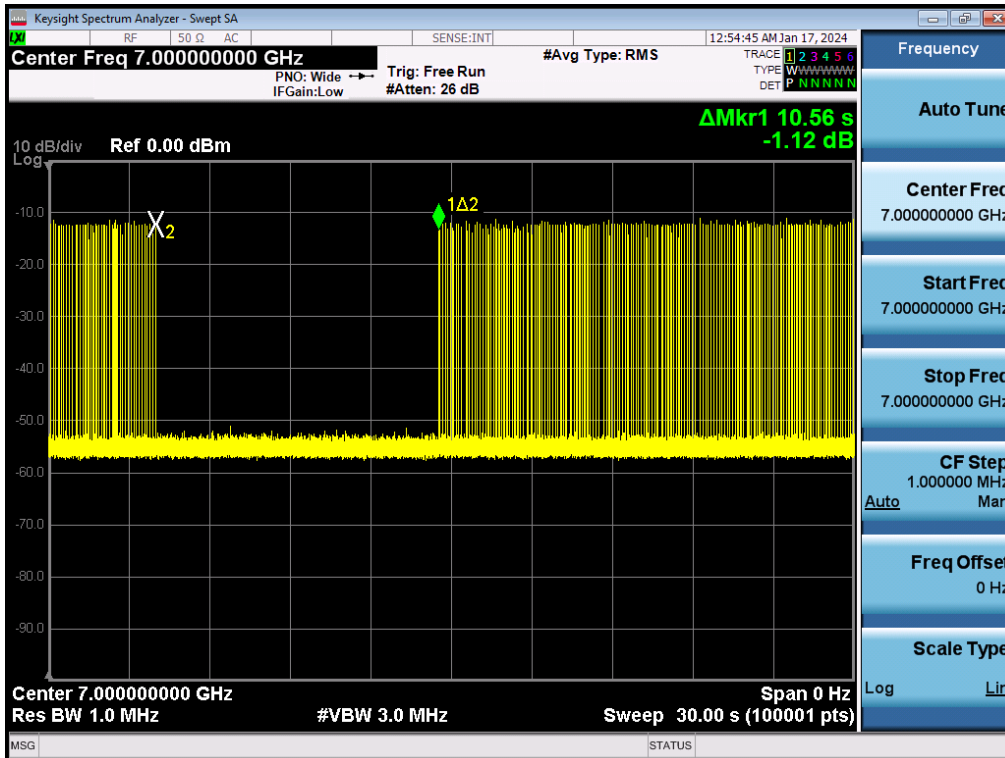 Keysight Spectrum Analyzer - Swept SA
LXI RF 50 Ω AC SENSE:INT 12:54:45 AM Jan 17, 2024
Center Freq 7.000000000 GHz #Avg Type: RMS TRACE 1 2 3 4 5 6
PNO: Wide Trig: Free Run TYPE WWWWWW
IFGain:Low #Atten: 26 dB DET P N N N N N
ΔMkr1 10.56 s
-1.12 dB
10 dB/div Ref 0.00 dBm
Log
1Δ2
-10.0
2
-20.0
-30.0
-40.0
-50.0
-60.0
-70.0
-80.0
-90.0
Center 7.000000000 GHz Span 0 Hz
Res BW 1.0 MHz #VBW 3.0 MHz Sweep 30.00 s (100001 pts)
MSG STATUS
Frequency
Auto Tune
Center Freq
7.000000000 GHz
Start Freq
7.000000000 GHz
Stop Freq
7.000000000 GHz
CF Step
1.000000 MHz
Auto Man
Freq Offset
0 Hz
Scale Type
Log Lin